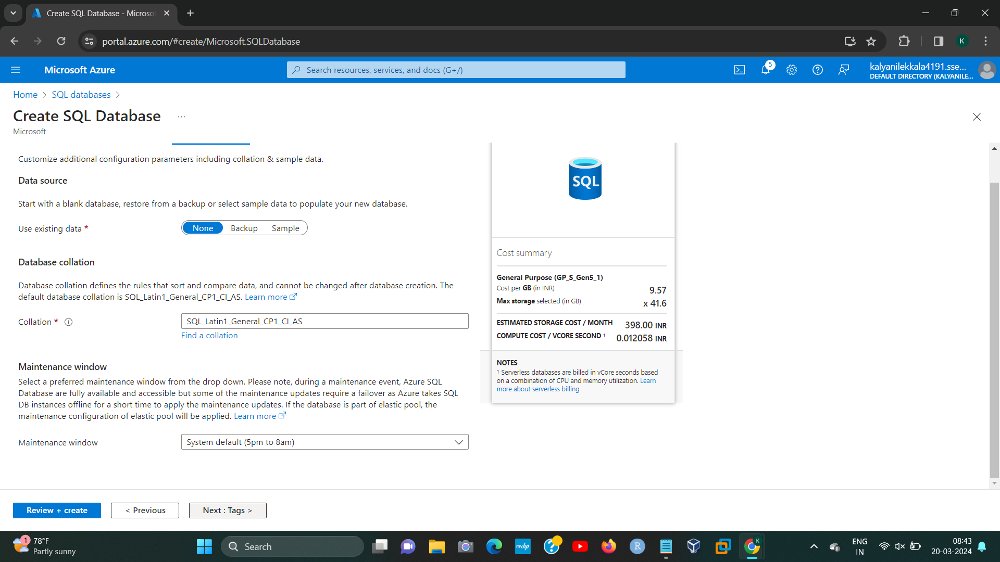 Create SQL Database - Microso
portal.azure.com/#create/Microsoft.SQLDatabase
K
Microsoft Azure
Search resources, services, and docs (G+/)
5
kalyanilekkala4191.sse...
DEFAULT DIRECTORY (KALYANILE...
Home > SQL databases >
Create SQL Database ...
Microsoft
Customize additional configuration parameters including collation & sample data.
Data source
Start with a blank database, restore from a backup or select sample data to populate your new database.
Use existing data *
None Backup Sample
Database collation
Database collation defines the rules that sort and compare data, and cannot be changed after database creation. The
default database collation is SQL_Latin1_General_CP1_CI_AS. Learn more
Collation *
SQL_Latin1_General_CP1_CI_AS
Find a collation
Maintenance window
Select a preferred maintenance window from the drop down. Please note, during a maintenance event, Azure SQL
Database are fully available and accessible but some of the maintenance updates require a failover as Azure takes SQL
DB instances offline for a short time to apply the maintenance updates. If the database is part of elastic pool, the
maintenance configuration of elastic pool will be applied. Learn more
Maintenance window
System default (5pm to 8am)
SQL
Cost summary
General Purpose (GP_S_Gen5_1)
Cost per GB (in INR) 9.57
Max storage selected (in GB) x 41.6
ESTIMATED STORAGE COST / MONTH 398.00 INR
COMPUTE COST / VCORE SECOND ¹ 0.012058 INR
NOTES
¹ Serverless databases are billed in vCore seconds based
on a combination of CPU and memory utilization. Learn
more about serverless billing
Review + create
< Previous
Next : Tags >
1
78°F
Partly sunny
Search
myhp
?
R
K
ENG
IN
08:43
20-03-2024